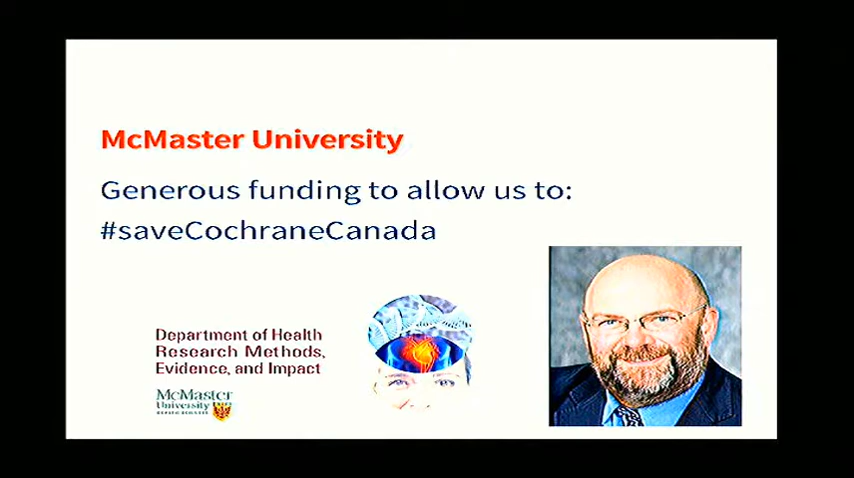 McMaster University
Generous funding to allow us to:
#saveCochraneCanada
Department of Health
Research Methods,
Evidence, and Impact
McMaster
University